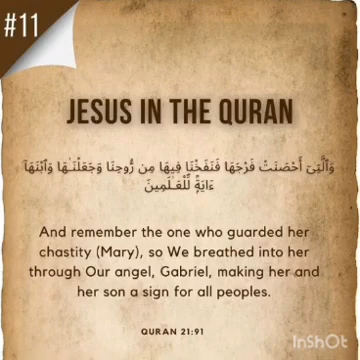 #11
JESUS IN THE QURAN
وَٱلَّتِىٓ أَحْصَنَتْ فَرْجَهَا فَنَفَخْنَا فِيهَا مِن رُّوحِنَا وَجَعَلْنَـٰهَا وَٱبْنَهَآ
ءَايَةًۭ لِّلْعَـٰلَمِينَ
And remember the one who guarded her
chastity (Mary), so We breathed into her
through Our angel, Gabriel, making her and
her son a sign for all peoples.
QURAN 21:91
InShOt